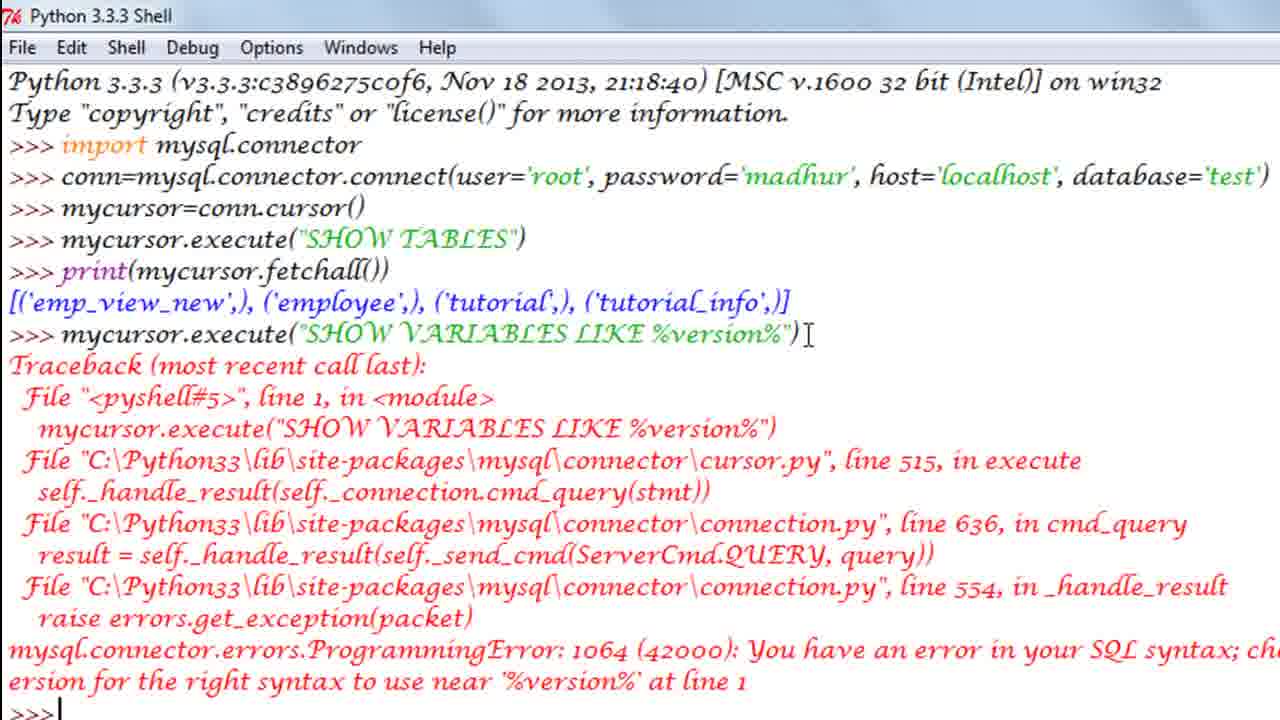 Python 3.3.3 Shell
File Edit Shell Debug Options Windows Help
Python 3.3.3 (v3.3.3:c3896275c0f6, Nov 18 2013, 21:18:40) [MSC v.1600 32 bit (Intel)] on win32
Type "copyright", "credits" or "license()" for more information.
>>> import mysql.connector
>>> conn=mysql.connector.connect(user='root', password='madhur', host='localhost', database='test')
>>> mycursor=conn.cursor()
>>> mycursor.execute("SHOW TABLES")
>>> print(mycursor.fetchall())
[('emp_view_new',), ('employee',), ('tutorial',), ('tutorial_info',)]
>>> mycursor.execute("SHOW VARIABLES LIKE %version%")
Traceback (most recent call last):
File "<pyshell#5>", line 1, in <module>
mycursor.execute("SHOW VARIABLES LIKE %version%")
File "C:\Python33\lib\site-packages\mysql\connector\cursor.py", line 515, in execute
self._handle_result(self._connection.cmd_query(stmt))
File "C:\Python33\lib\site-packages\mysql\connector\connection.py", line 636, in cmd_query
result = self._handle_result(self._send_cmd(ServerCmd.QUERY, query))
File "C:\Python33\lib\site-packages\mysql\connector\connection.py", line 554, in _handle_result
raise errors.get_exception(packet)
mysql.connector.errors.ProgrammingError: 1064 (42000): You have an error in your SQL syntax; che
ersion for the right syntax to use near '%version%' at line 1
>>>